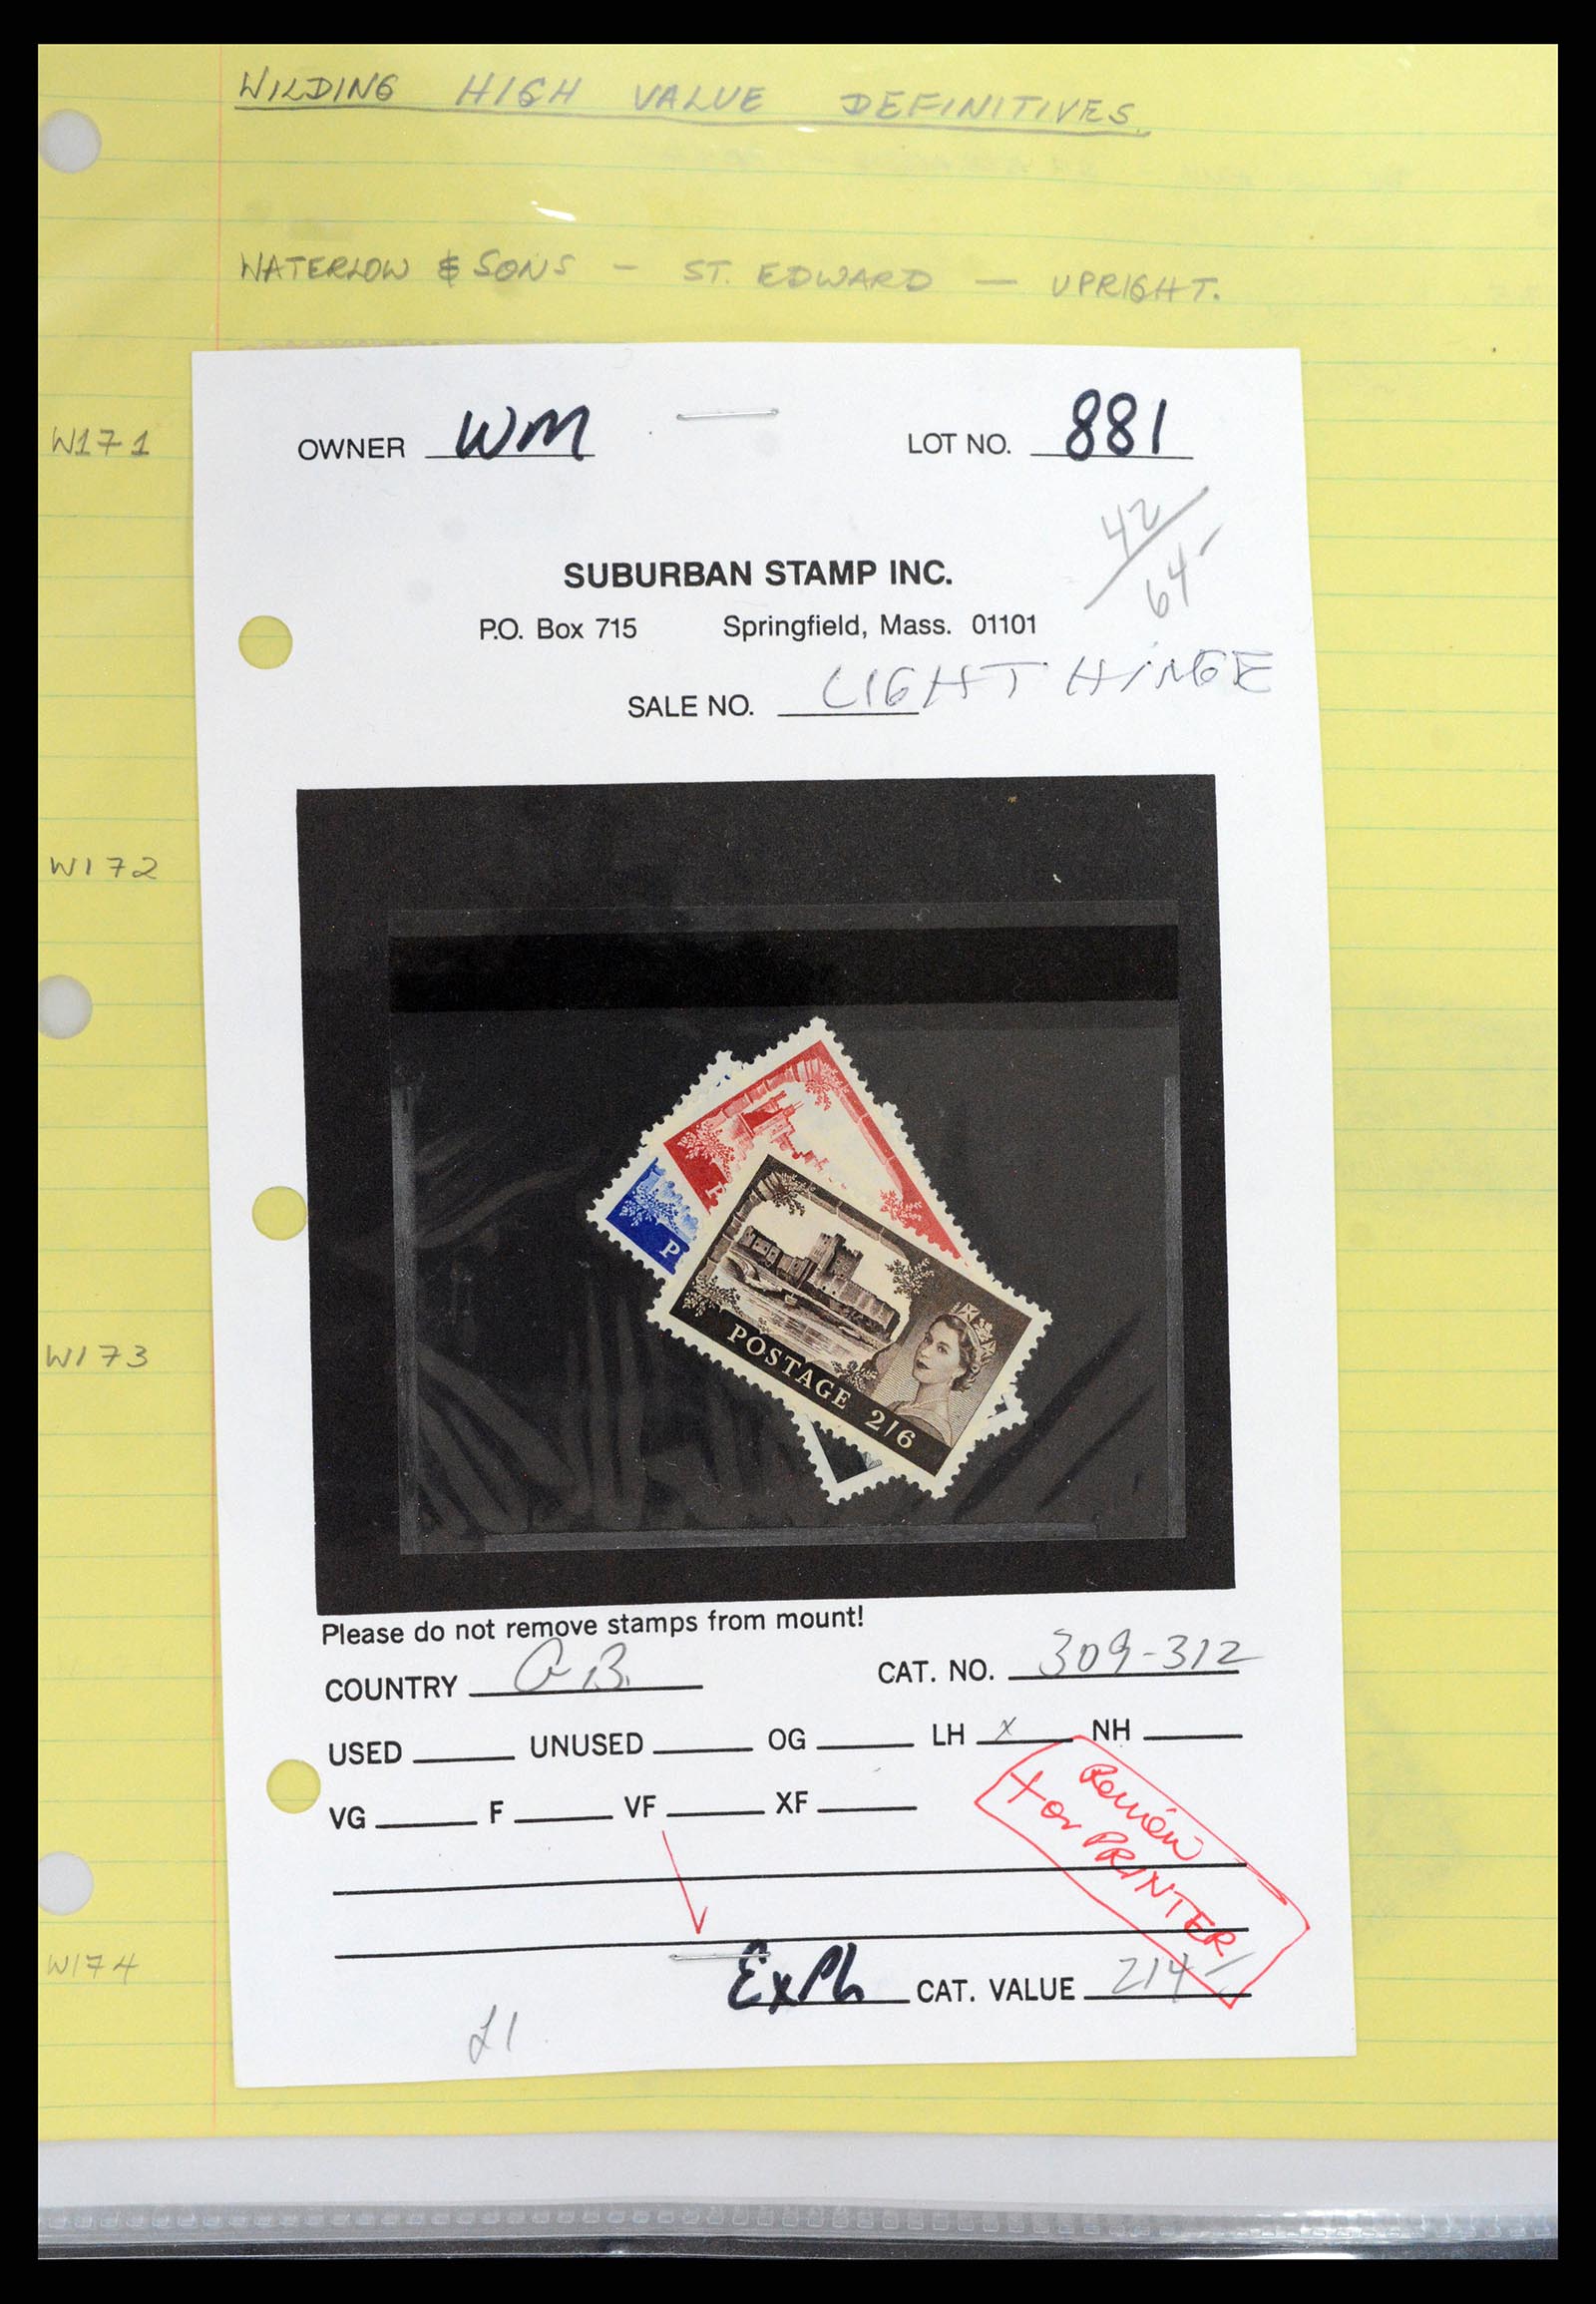 WILDING HIGH VALUE DEFINITIVES.
WATERLOW & SONS - ST. EDWARD - UPRIGHT.
W171
OWNER WM LOT NO. 881
42/64-
SUBURBAN STAMP INC.
P.O. Box 715 Springfield, Mass. 01101
SALE NO. LIGHT HINGE
W172
W173
P
POSTAGE 2/6
Please do not remove stamps from mount!
COUNTRY G.B. CAT. NO. 309-312
USED UNUSED OG LH x NH
VG F VF XF
Review for PRINTER
W174
ExPh CAT. VALUE 214-
£1